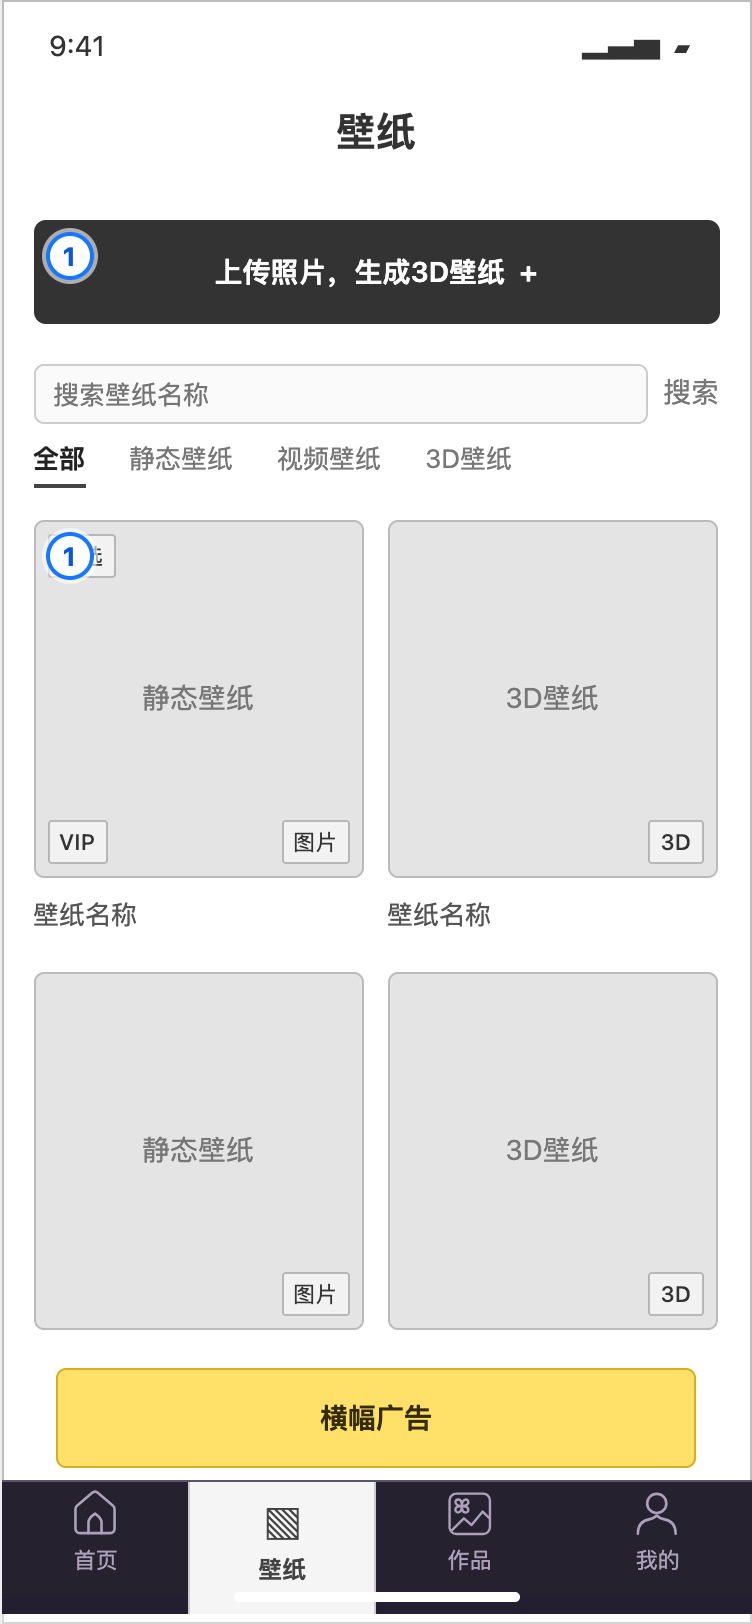 9:41
壁纸
1
上传照片，生成3D壁纸 +
搜索壁纸名称 搜索
全部 静态壁纸 视频壁纸 3D壁纸
1
静态壁纸 3D壁纸
VIP 图片 3D
壁纸名称 壁纸名称
静态壁纸 3D壁纸
图片 3D
横幅广告
首页 壁纸 作品 我的